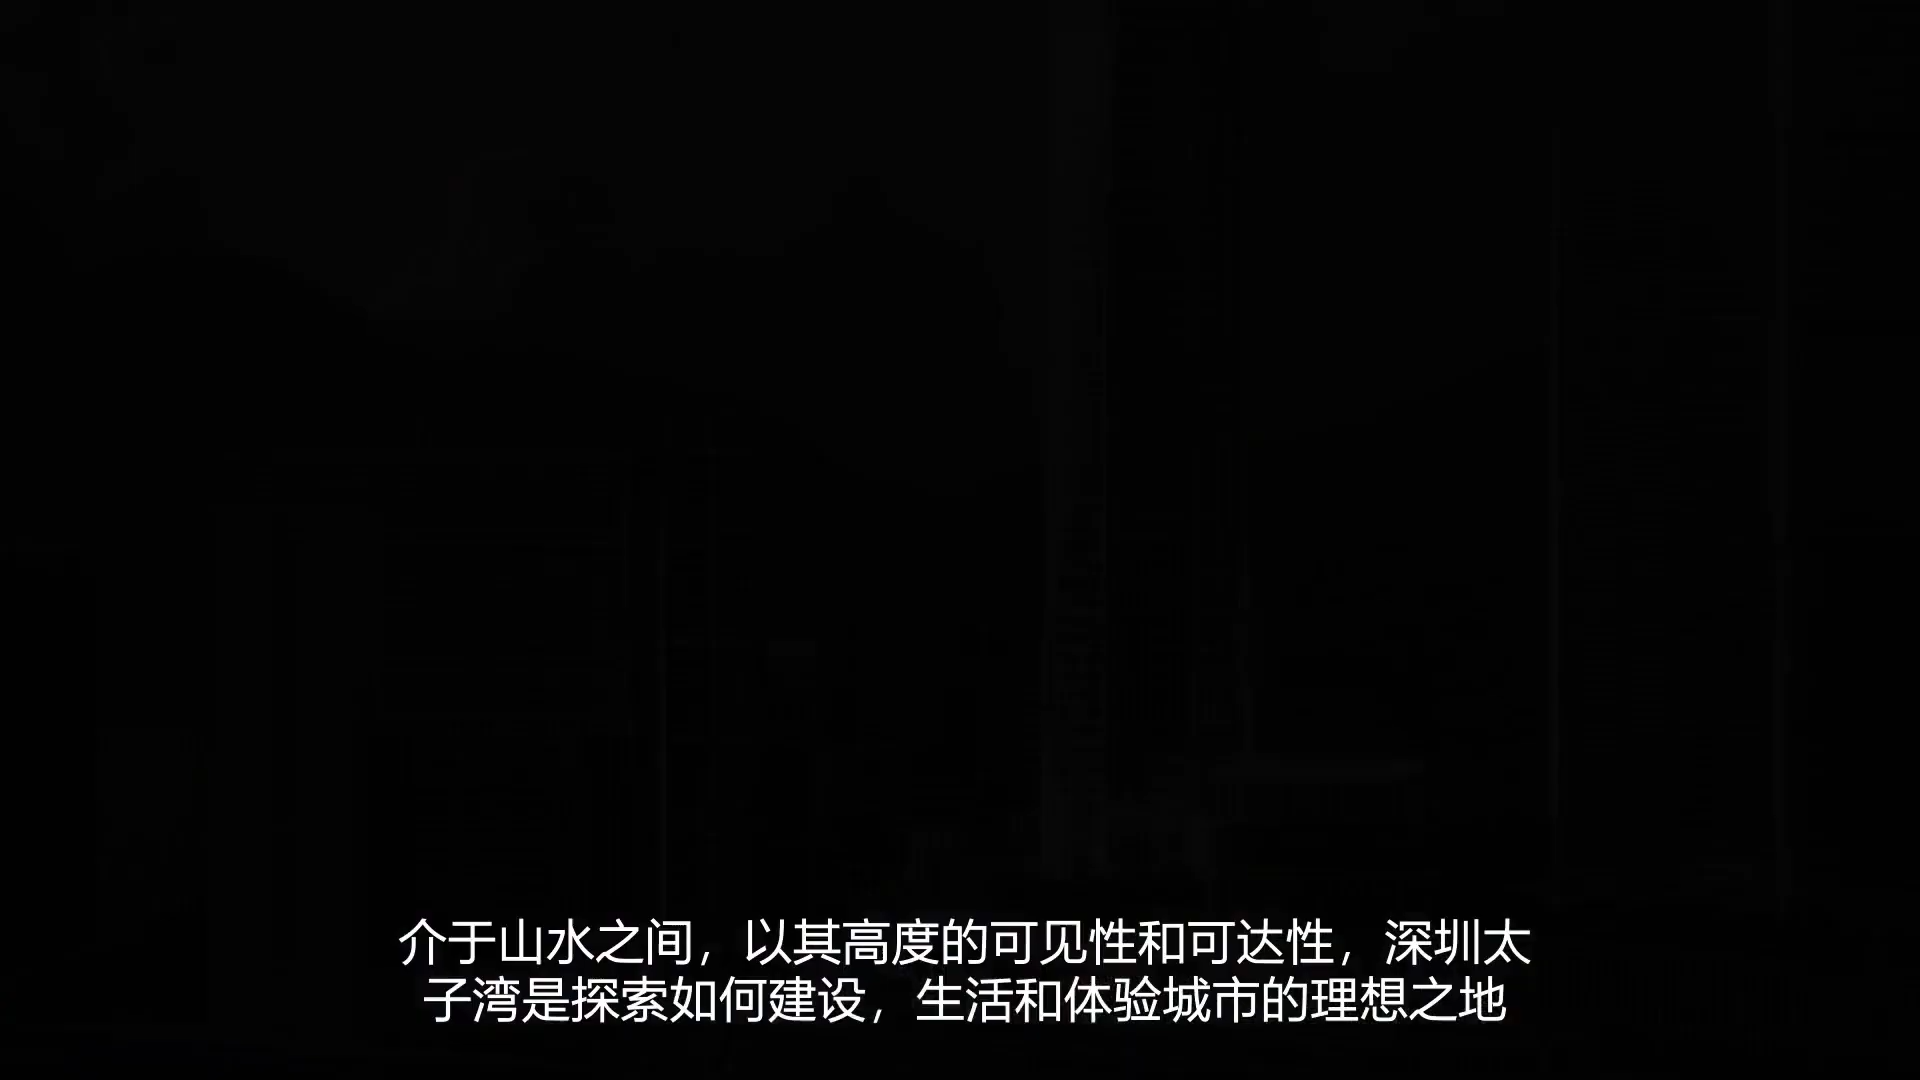 介于山水之间，以其高度的可见性和可达性，深圳太
子湾是探索如何建设，生活和体验城市的理想之地